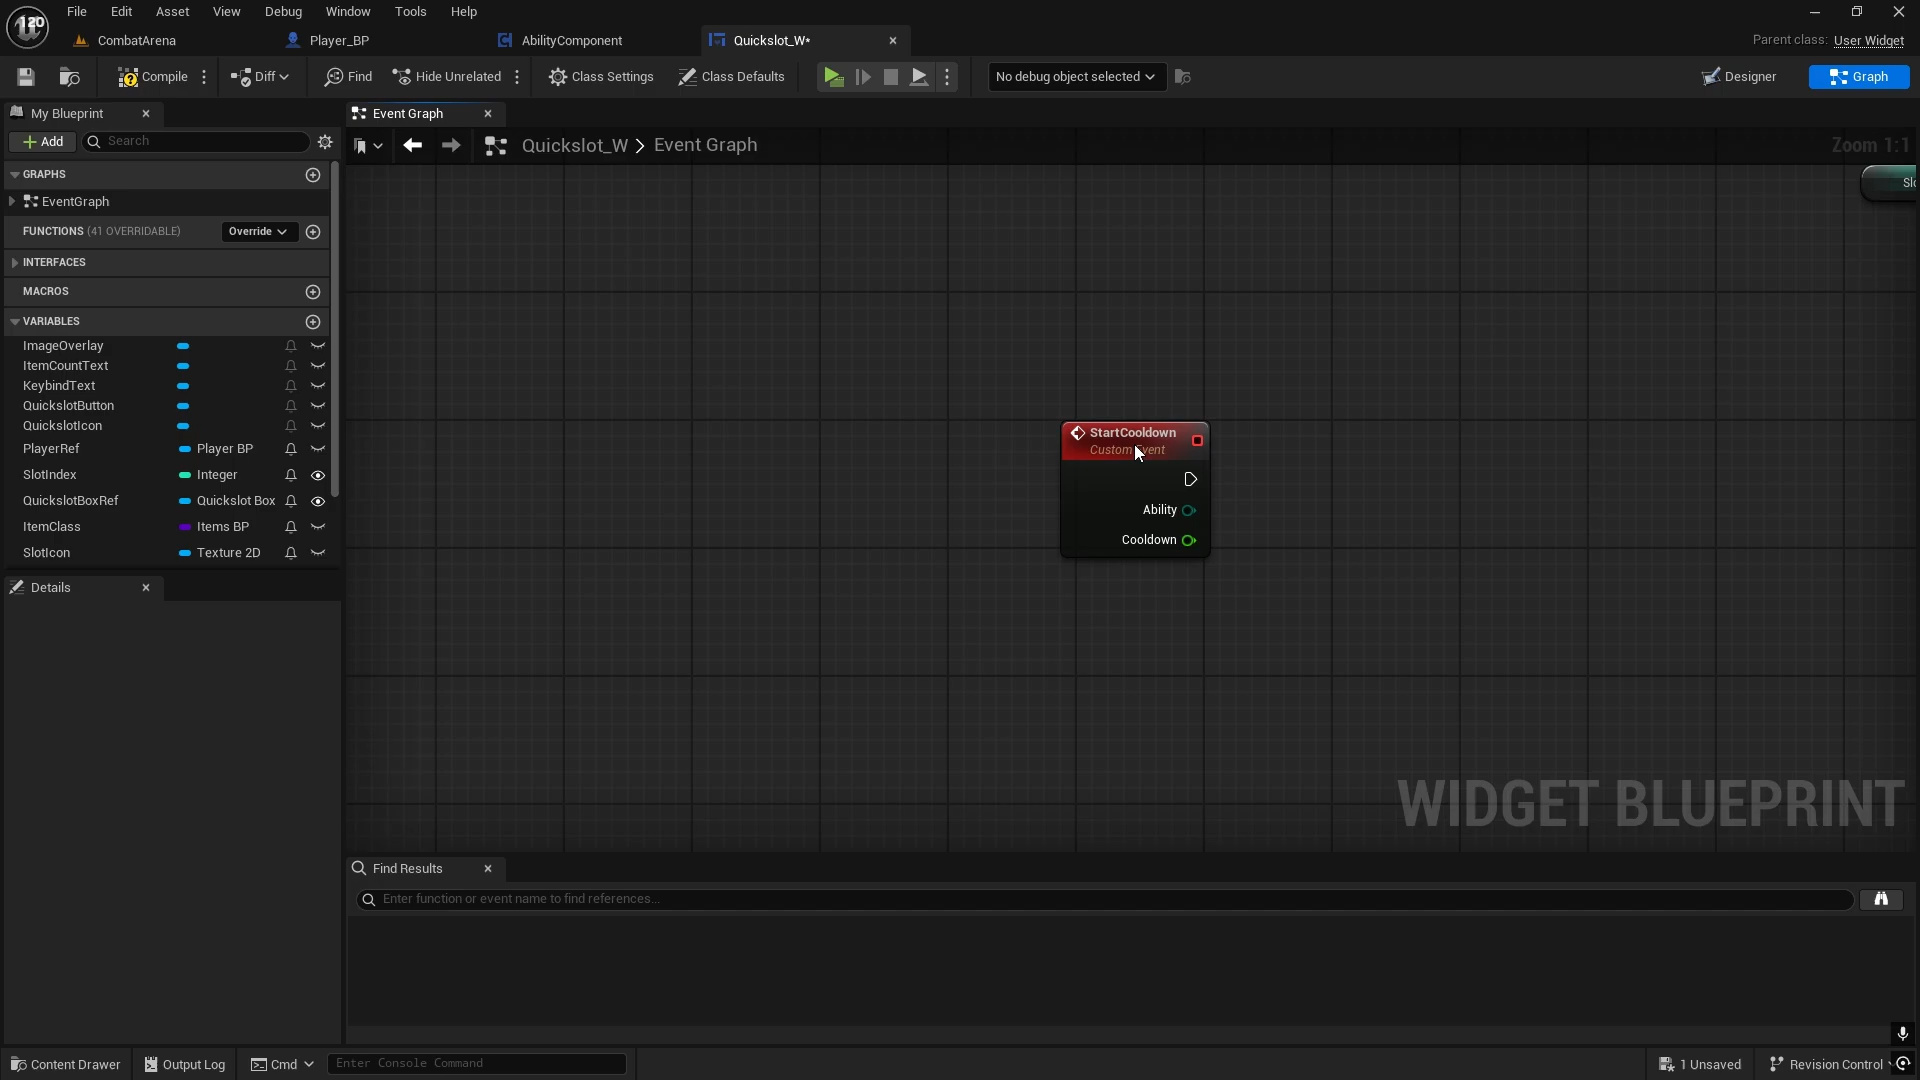 120
File Edit Asset View Debug Window Tools Help
CombatArena Player_BP AbilityComponent Quickslot_W*
Parent class: User Widget
Compile Diff Find Hide Unrelated Class Settings Class Defaults No debug object selected Designer Graph
My Blueprint Event Graph
Add Search
Quickslot_W > Event Graph Zoom 1:1
GRAPHS
EventGraph
FUNCTIONS (41 OVERRIDABLE) Override
INTERFACES
MACROS
VARIABLES
ImageOverlay
ItemCountText
KeybindText
QuickslotButton
QuickslotIcon
PlayerRef Player BP
SlotIndex Integer
QuickslotBoxRef Quickslot Box
ItemClass Items BP
SlotIcon Texture 2D
Details
StartCooldown
Custom Event
Ability
Cooldown
WIDGET BLUEPRINT
Find Results
Enter function or event name to find references...
Content Drawer Output Log Cmd Enter Console Command 1 Unsaved Revision Control